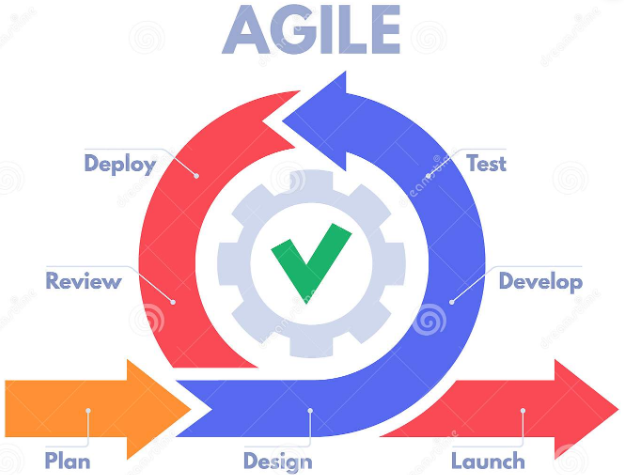 AGILE
Deploy
Test
Review
Develop
Plan
Design
Launch